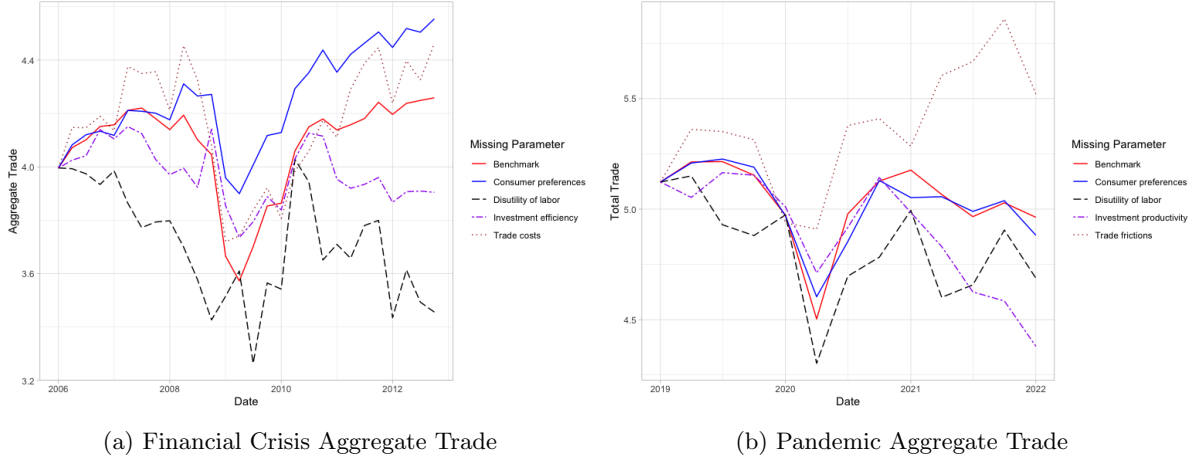 Aggregate Trade
4.4
4.0
3.6
3.2
2006
2008
2010
2012
Date
Missing Parameter
Benchmark
Consumer preferences
Disutility of labor
Investment efficiency
Trade costs
(a) Financial Crisis Aggregate Trade
Total Trade
5.5
5.0
4.5
2019
2020
2021
2022
Date
Missing Parameter
Benchmark
Consumer preferences
Disutility of labor
Investment productivity
Trade frictions
(b) Pandemic Aggregate Trade